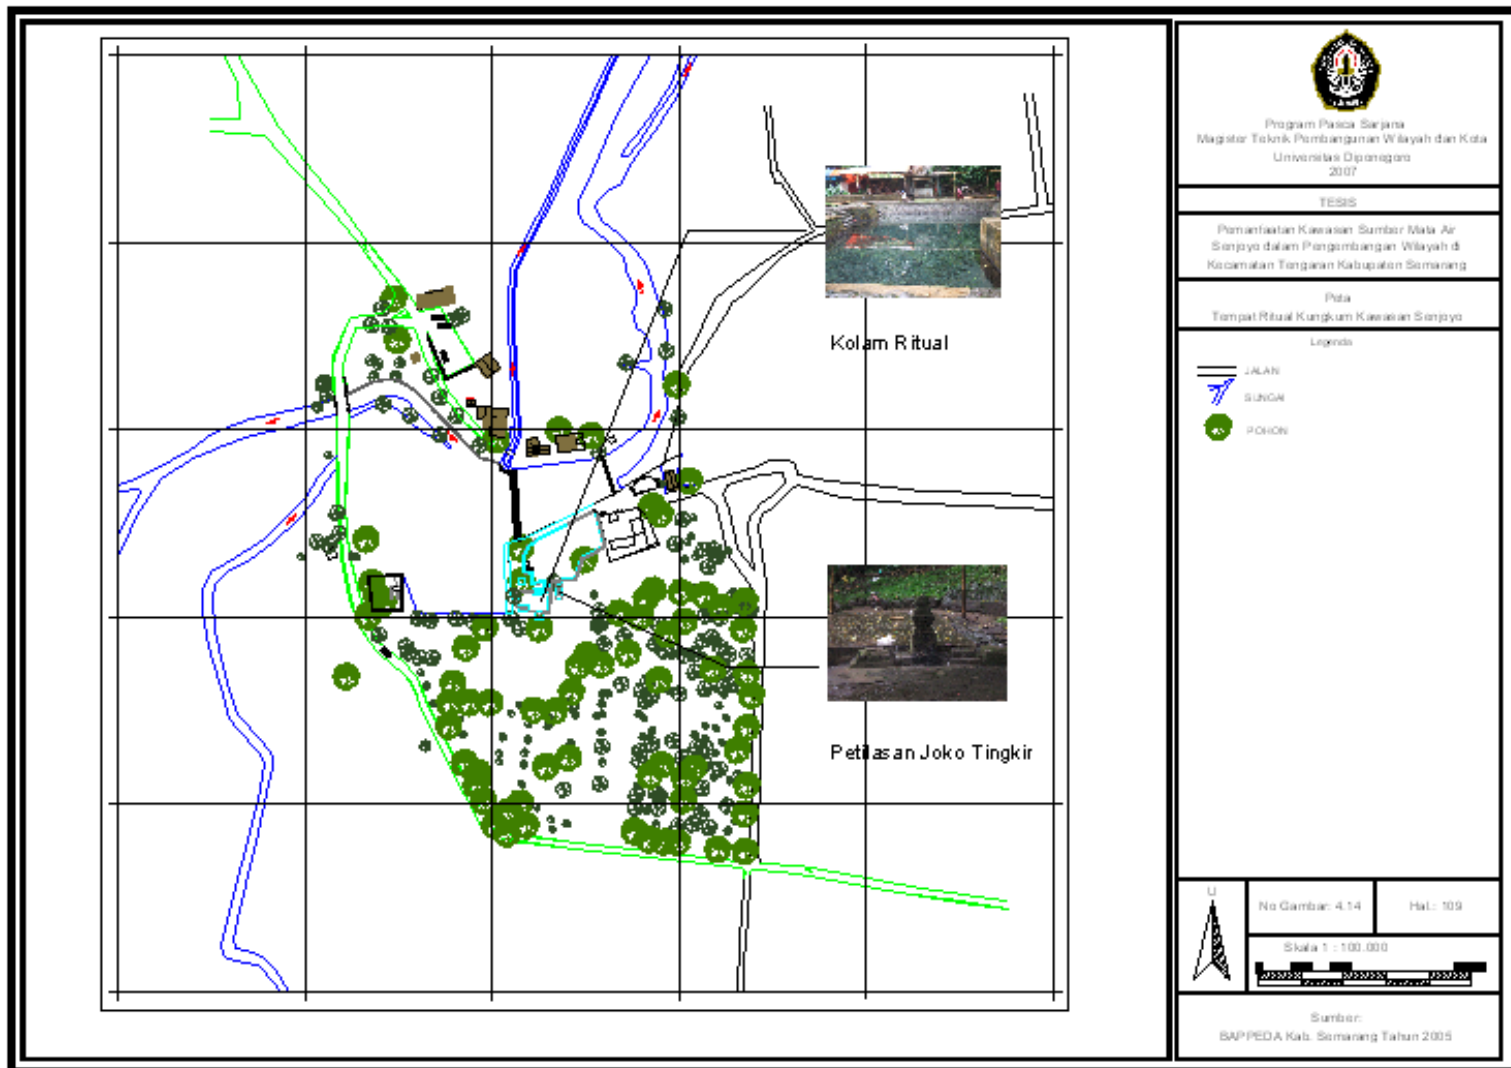 Kolam Ritual
Petilasan Joko Tingkir
Program Pasca Sarjana
Magister Teknik Pembangunan Wilayah dan Kota
Universitas Diponegoro
2007
TESIS
Pemanfaatan Kawasan Sumber Mata Air
Senjoyo dalam Pengembangan Wilayah di
Kecamatan Tengaran Kabupaten Semarang
Peta
Tempat Ritual Kungkum Kawasan Senjoyo
Legenda
JALAN
SUNGAI
POHON
U
No Gambar: 4.14
Hal.: 109
Skala 1 : 100.000
Sumber:
BAPPEDA Kab. Semarang Tahun 2005